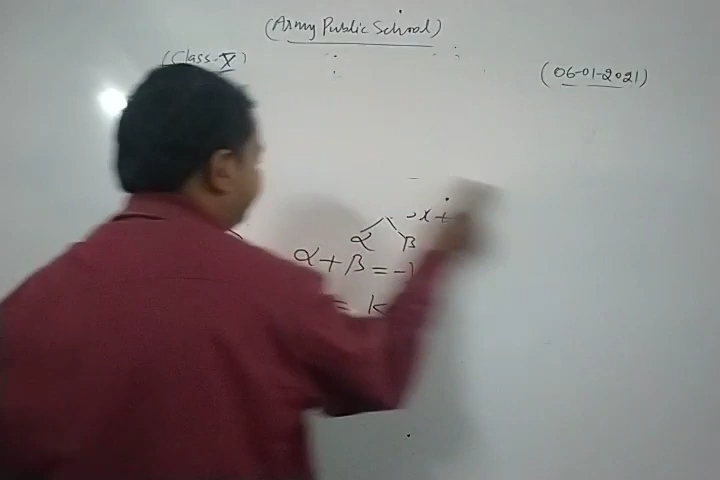 (Army Public School)
(Class-X)
(06-01-2021)
x +
α β
α + β = -1
= k